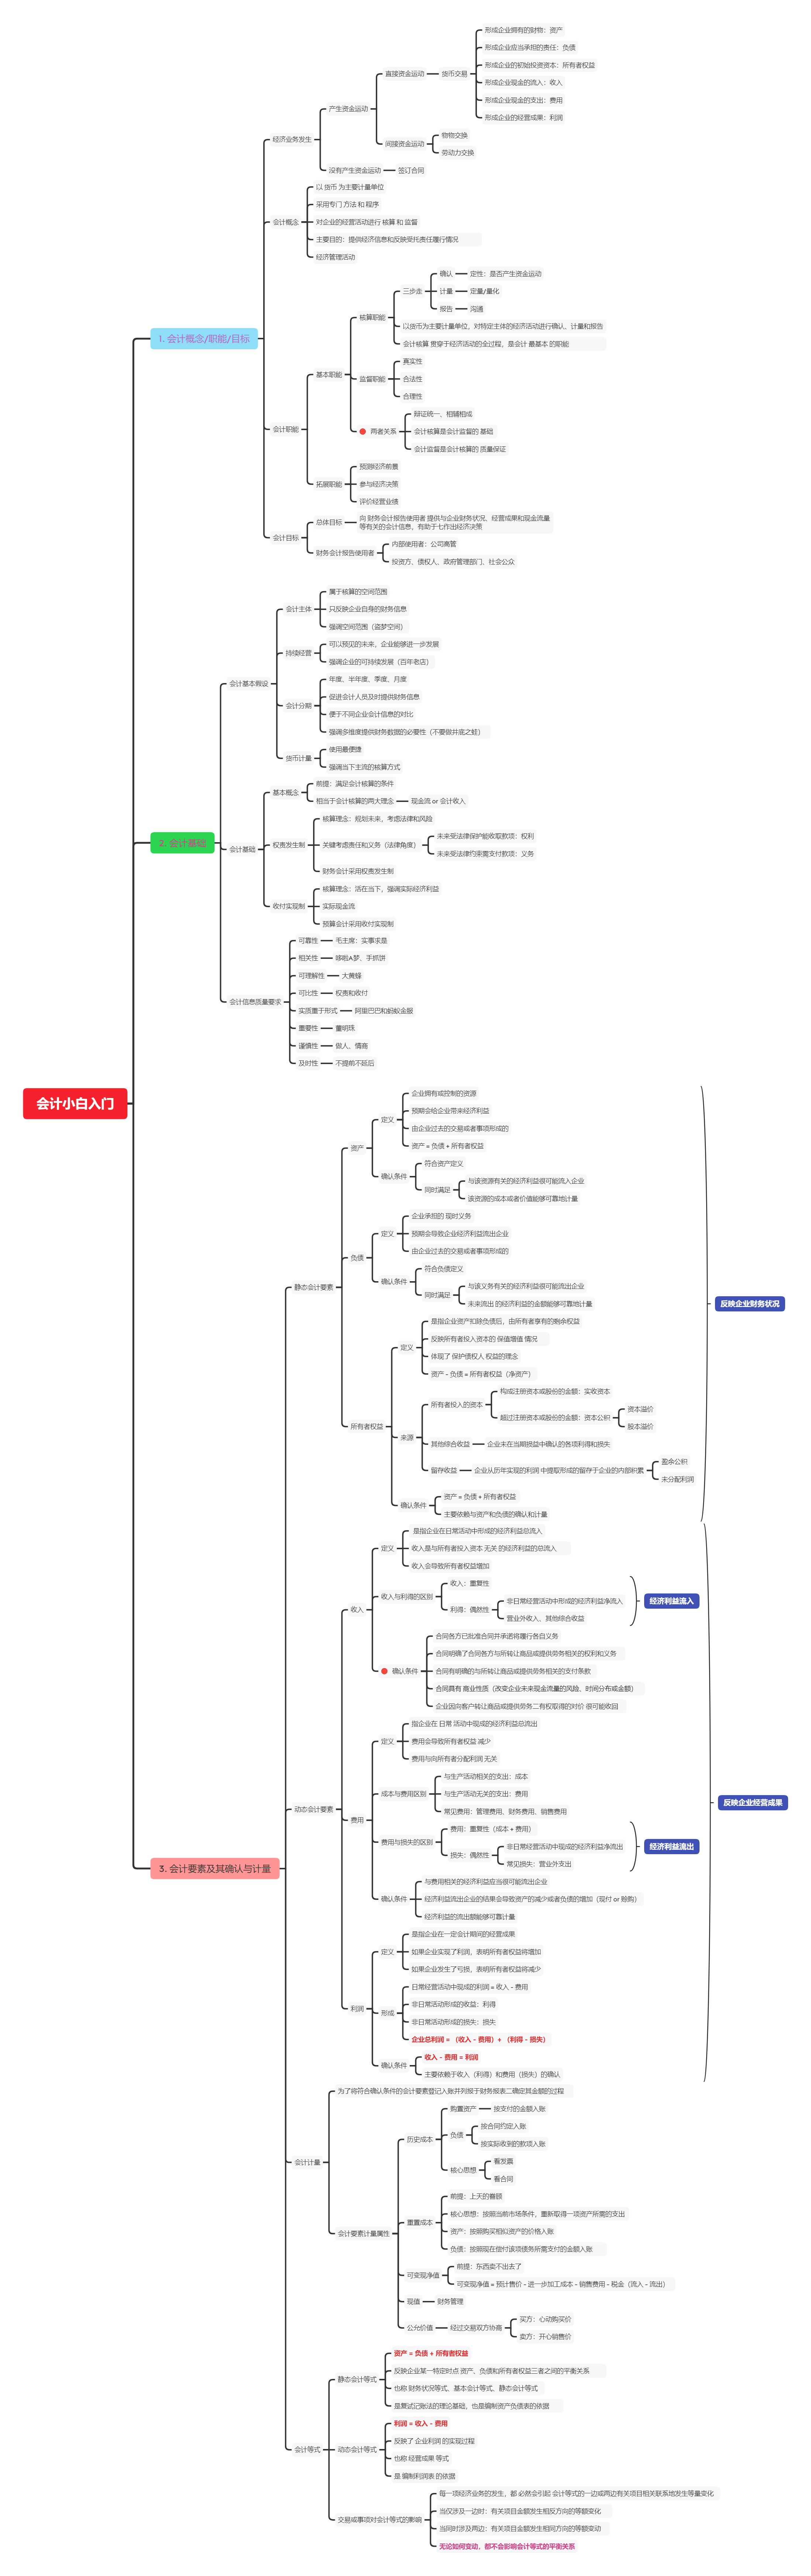 会计小白入门
1. 会计概念/职能/目标
经济业务发生
产生资金运动
直接资金运动
货币交易
形成企业拥有的财物：资产
形成企业应当承担的责任：负债
形成企业的初始投资资本：所有者权益
形成企业现金的流入：收入
形成企业现金的支出：费用
形成企业的经营成果：利润
间接资金运动
物物交换
劳动力交换
没有产生资金运动
签订合同
会计概念
以 货币 为主要计量单位
采用专门 方法 和 程序
对企业的经营活动进行 核算 和 监督
主要目的：提供经济信息和反映受托责任履行情况
经济管理活动
会计职能
基本职能
核算职能
三步走
确认
定性：是否产生资金运动
计量
定量/量化
报告
沟通
以货币为主要计量单位，对特定主体的经济活动进行确认、计量和报告
会计核算 贯穿于经济活动的全过程，是会计 最基本 的职能
监督职能
真实性
合法性
合理性
两者关系
辩证统一、相辅相成
会计核算是会计监督的 基础
会计监督是会计核算的 质量保证
拓展职能
预测经济前景
参与经济决策
评价经营业绩
会计目标
总体目标
向 财务会计报告使用者 提供与企业财务状况、经营成果和现金流量
等有关的会计信息，有助于七作出经济决策
财务会计报告使用者
内部使用者：公司高管
投资方、债权人、政府管理部门、社会公众
2. 会计基础
会计基本假设
会计主体
属于核算的空间范围
只反映企业自身的财务信息
强调空间范围（盗梦空间）
持续经营
可以预见的未来，企业能够进一步发展
强调企业的可持续发展（百年老店）
会计分期
年度、半年度、季度、月度
促进会计人员及时提供财务信息
便于不同企业会计信息的对比
强调多维度提供财务数据的必要性（不要做井底之蛙）
货币计量
使用最便捷
强调当下主流的核算方式
会计基础
基本概念
前提：满足会计核算的条件
相当于会计核算的两大理念
现金流 or 会计收入
权责发生制
核算理念：规划未来，考虑法律和风险
关键考虑责任和义务（法律角度）
未来受法律保护能收取款项：权利
未来受法律约束需支付款项：义务
财务会计采用权责发生制
收付实现制
核算理念：活在当下，强调实际经济利益
实际现金流
预算会计采用收付实现制
会计信息质量要求
可靠性
毛主席：实事求是
相关性
哆啦A梦、手抓饼
可理解性
大黄蜂
可比性
权责和收付
实质重于形式
阿里巴巴和蚂蚁金服
重要性
董明珠
谨慎性
做人、情商
及时性
不提前不延后
3. 会计要素及其确认与计量
静态会计要素
资产
定义
企业拥有或控制的资源
预期会给企业带来经济利益
由企业过去的交易或者事项形成的
资产 = 负债 + 所有者权益
确认条件
符合资产定义
同时满足
与该资源有关的经济利益很可能流入企业
该资源的成本或者价值能够可靠地计量
负债
定义
企业承担的 现时义务
预期会导致企业经济利益流出企业
由企业过去的交易或者事项形成的
确认条件
符合负债定义
同时满足
与该义务有关的经济利益很可能流出企业
未来流出 的经济利益的金额能够可靠地计量
所有者权益
定义
是指企业资产扣除负债后，由所有者享有的剩余权益
反映所有者投入资本的 保值增值 情况
体现了 保护债权人 权益的理念
资产 - 负债 = 所有者权益（净资产）
来源
所有者投入的资本
构成注册资本或股份的金额：实收资本
超过注册资本或股份的金额：资本公积
资本溢价
股本溢价
其他综合收益
企业未在当期损益中确认的各项利得和损失
留存收益
企业从历年实现的利润 中提取形成的留存于企业的内部积累
盈余公积
未分配利润
确认条件
资产 = 负债 + 所有者权益
主要依赖与资产和负债的确认和计量
反映企业财务状况
动态会计要素
收入
定义
是指企业在日常活动中形成的经济利益总流入
收入是与所有者投入资本 无关 的经济利益的总流入
收入会导致所有者权益增加
收入与利得的区别
收入：重复性
利得：偶然性
非日常经营活动中形成的经济利益净流入
营业外收入、其他综合收益
经济利益流入
确认条件
合同各方已批准合同并承诺将履行各自义务
合同明确了合同各方与所转让商品或提供劳务相关的权利和义务
合同有明确的与所转让商品或提供劳务相关的支付条款
合同具有 商业性质（改变企业未来现金流量的风险、时间分布或金额）
企业因向客户转让商品或提供劳务二有权取得的对价 很可能收回
费用
定义
指企业在 日常 活动中现成的经济利益总流出
费用会导致所有者权益 减少
费用与向所有者分配利润 无关
成本与费用区别
与生产活动相关的支出：成本
与生产活动无关的支出：费用
常见费用：管理费用、财务费用、销售费用
费用与损失的区别
费用：重复性（成本 + 费用）
损失：偶然性
非日常经营活动中现成的经济利益净流出
常见损失：营业外支出
经济利益流出
确认条件
与费用相关的经济利益应当很可能流出企业
经济利益流出企业的结果会导致资产的减少或者负债的增加（现付 or 赊购）
经济利益的流出额能够可靠计量
利润
定义
是指企业在一定会计期间的经营成果
如果企业实现了利润，表明所有者权益将增加
如果企业发生了亏损，表明所有者权益将减少
形成
日常经营活动中现成的利润 = 收入 - 费用
非日常活动形成的收益：利得
非日常活动形成的损失：损失
企业总利润 = （收入 - 费用）+ （利得 - 损失）
确认条件
收入 - 费用 = 利润
主要依赖于收入（利得）和费用（损失）的确认
反映企业经营成果
会计计量
为了将符合确认条件的会计要素登记入账并列报于财务报表二确定其金额的过程
会计要素计量属性
历史成本
购置资产
按支付的金额入账
负债
按合同约定入账
按实际收到的款项入账
核心思想
看发票
看合同
重置成本
前提：上天的眷顾
核心思想：按照当前市场条件，重新取得一项资产所需的支出
资产：按照购买相似资产的价格入账
负债：按照现在偿付该项债务所需支付的金额入账
可变现净值
前提：东西卖不出去了
可变现净值 = 预计售价 - 进一步加工成本 - 销售费用 - 税金（流入 - 流出）
现值
财务管理
公允价值
经过交易双方协商
买方：心动购买价
卖方：开心销售价
会计等式
静态会计等式
资产 = 负债 + 所有者权益
反映企业某一特定时点 资产、负债和所有者权益三者之间的平衡关系
也称 财务状况等式、基本会计等式、静态会计等式
是复试记账法的理论基础，也是编制资产负债表的依据
动态会计等式
利润 = 收入 - 费用
反映了 企业利润 的实现过程
也称 经营成果 等式
是 编制利润表 的依据
交易或事项对会计等式的影响
每一项经济业务的发生，都 必然会引起 会计等式的一边或两边有关项目相关联系地发生等量变化
当仅涉及一边时：有关项目金额发生相反方向的等额变化
当同时涉及两边：有关项目金额发生相同方向的等额变动
无论如何变动，都不会影响会计等式的平衡关系